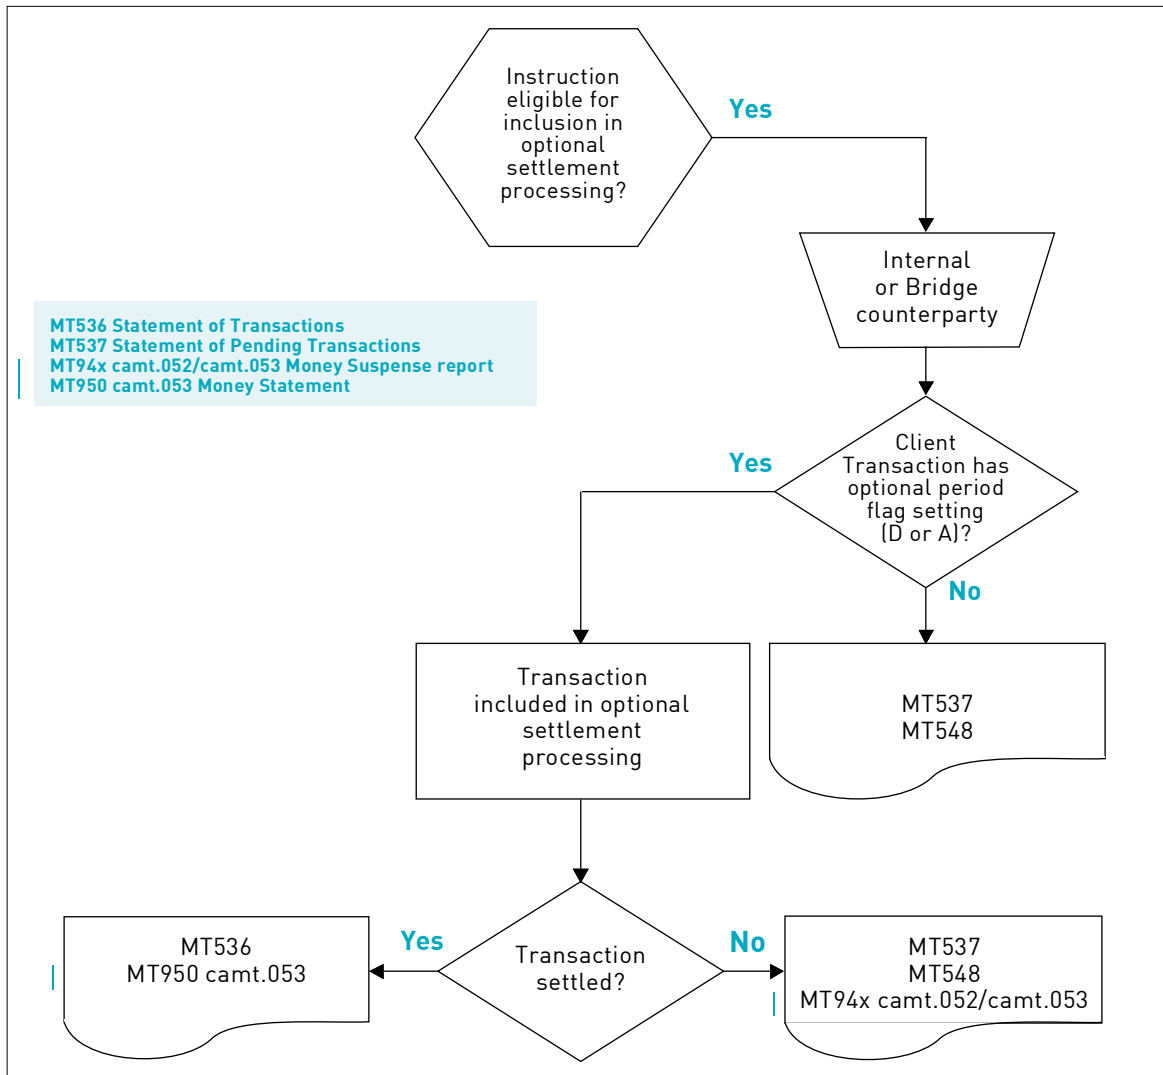 Instruction
eligible for
inclusion in
optional
settlement
processing?
Yes
Internal
or Bridge
counterparty
MT536 Statement of Transactions
MT537 Statement of Pending Transactions
MT94x camt.052/camt.053 Money Suspense report
MT950 camt.053 Money Statement
Client
Transaction has
optional period
flag setting
(D or A)?
Yes
No
Transaction
included in optional
settlement
processing
MT537
MT548
Transaction
settled?
Yes
No
MT536
MT950 camt.053
MT537
MT548
MT94x camt.052/camt.053